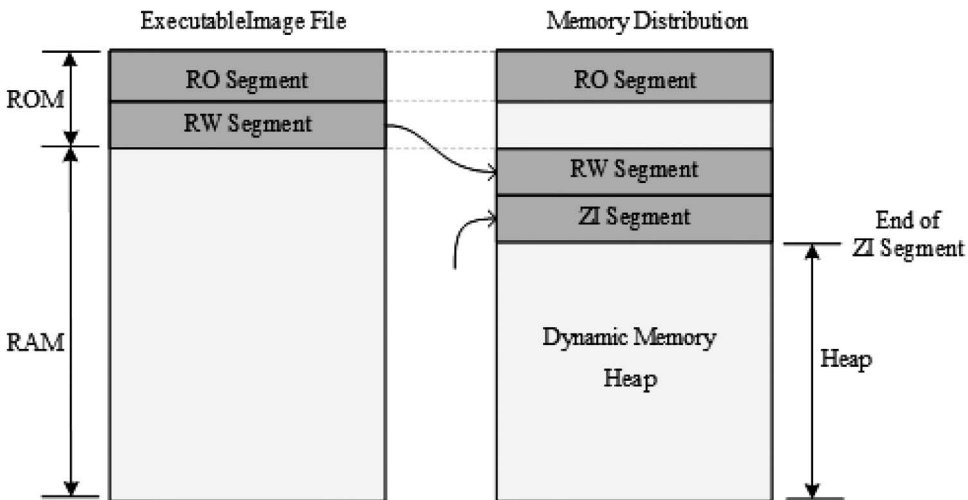 ExecutableImage File
Memory Distribution
ROM
RO Segment
RW Segment
RO Segment
RW Segment
ZI Segment
End of
ZI Segment
RAM
Dynamic Memory
Heap
Heap